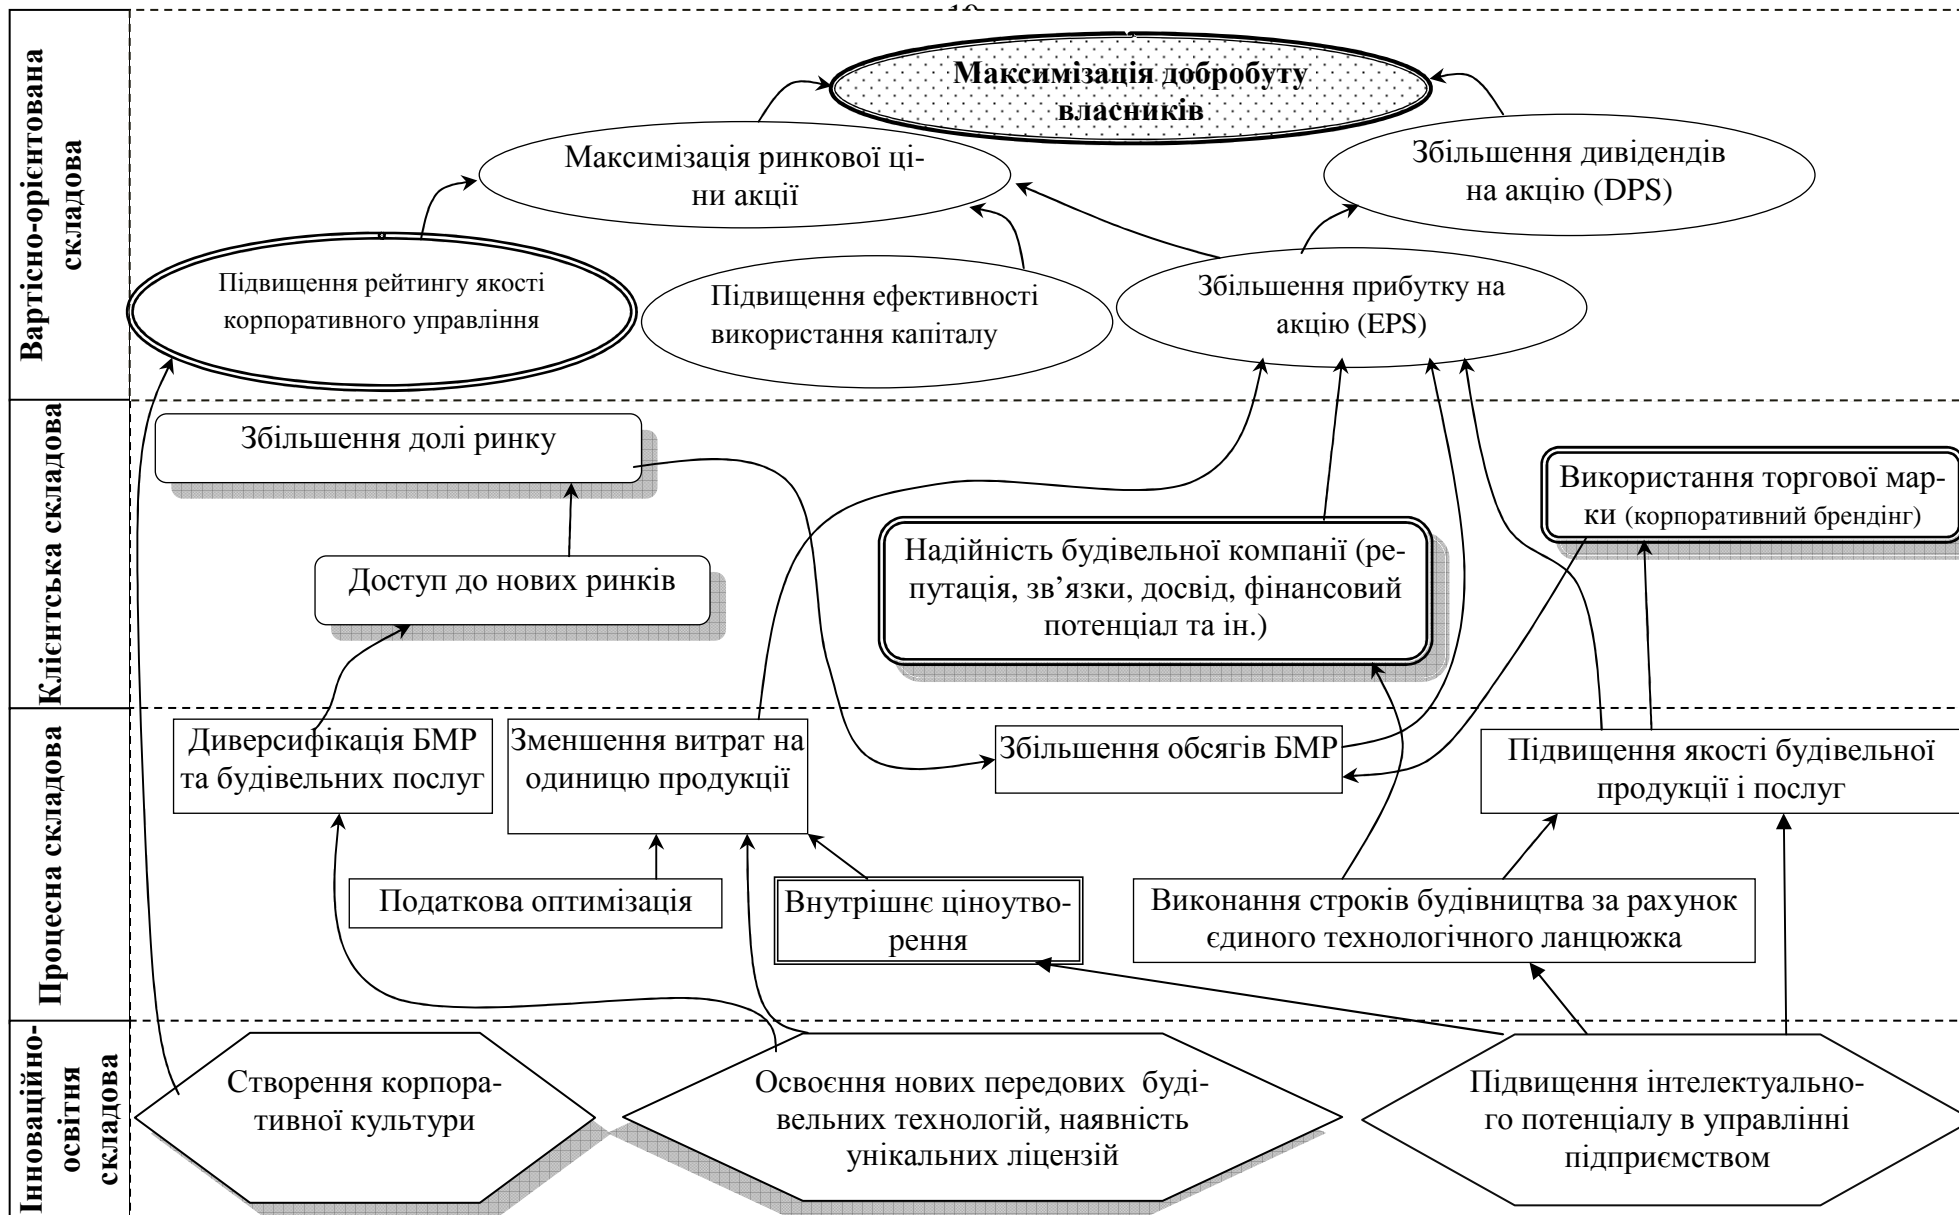 Вартісно-орієнтована
складова
Максимізація добробуту
власників
Максимізація ринкової ці-
ни акції
Збільшення дивідендів
на акцію (DPS)
Підвищення рейтингу якості
корпоративного управління
Підвищення ефективності
використання капіталу
Збільшення прибутку на
акцію (EPS)
Клієнтська складова
Збільшення долі ринку
Використання торгової мар-
ки (корпоративний брендінг)
Надійність будівельної компанії (ре-
путація, зв’язки, досвід, фінансовий
потенціал та ін.)
Доступ до нових ринків
Процесна складова
Диверсифікація БМР
та будівельних послуг
Зменшення витрат на
одиницю продукції
Збільшення обсягів БМР
Підвищення якості будівельної
продукції і послуг
Податкова оптимізація
Внутрішнє ціноутво-
рення
Виконання строків будівництва за рахунок
єдиного технологічного ланцюжка
Інноваційно-
освітня
складова
Створення корпора-
тивної культури
Освоєння нових передових буді-
вельних технологій, наявність
унікальних ліцензій
Підвищення інтелектуально-
го потенціалу в управлінні
підприємством